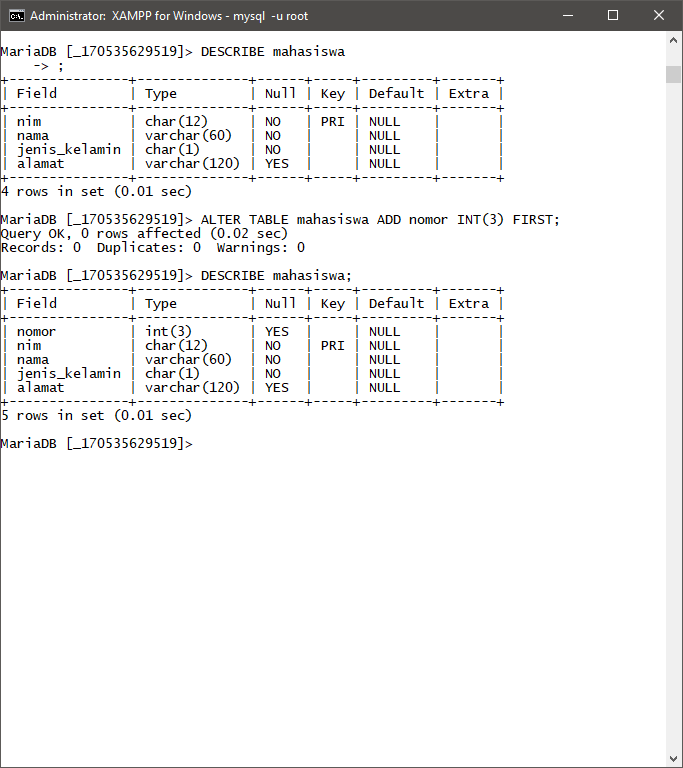 Administrator:  XAMPP for Windows - mysql  -u root
MariaDB [_170535629519]> DESCRIBE mahasiswa
    -> ;
+---------------+--------------+------+-----+---------+-------+
| Field         | Type         | Null | Key | Default | Extra |
+---------------+--------------+------+-----+---------+-------+
| nim           | char(12)     | NO   | PRI | NULL    |       |
| nama          | varchar(60)  | NO   |     | NULL    |       |
| jenis_kelamin | char(1)      | NO   |     | NULL    |       |
| alamat        | varchar(120) | YES  |     | NULL    |       |
+---------------+--------------+------+-----+---------+-------+
4 rows in set (0.01 sec)
MariaDB [_170535629519]> ALTER TABLE mahasiswa ADD nomor INT(3) FIRST;
Query OK, 0 rows affected (0.02 sec)
Records: 0  Duplicates: 0  Warnings: 0
MariaDB [_170535629519]> DESCRIBE mahasiswa;
+---------------+--------------+------+-----+---------+-------+
| Field         | Type         | Null | Key | Default | Extra |
+---------------+--------------+------+-----+---------+-------+
| nomor         | int(3)       | YES  |     | NULL    |       |
| nim           | char(12)     | NO   | PRI | NULL    |       |
| nama          | varchar(60)  | NO   |     | NULL    |       |
| jenis_kelamin | char(1)      | NO   |     | NULL    |       |
| alamat        | varchar(120) | YES  |     | NULL    |       |
+---------------+--------------+------+-----+---------+-------+
5 rows in set (0.01 sec)
MariaDB [_170535629519]>